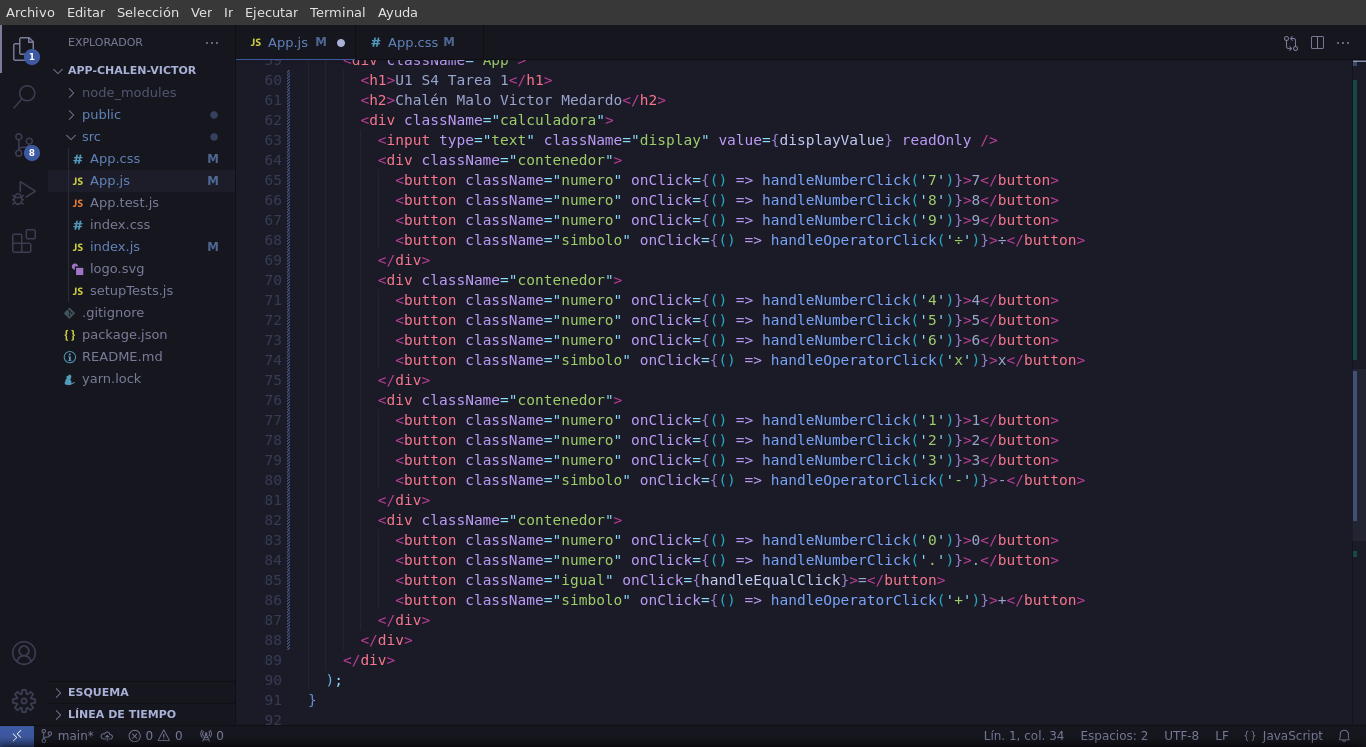 Archivo Editar Selección Ver Ir Ejecutar Terminal Ayuda
EXPLORADOR ...
JS App.js M ● # App.css M ...
APP-CHALEN-VICTOR
node_modules
public
src
# App.css M
JS App.js M
JS App.test.js
# index.css
JS index.js M
logo.svg
JS setupTests.js
.gitignore
{ } package.json
README.md
yarn.lock
ESQUEMA
LÍNEA DE TIEMPO
1
8
59 <div className="App">
60 <h1>U1 S4 Tarea 1</h1>
61 <h2>Chalén Malo Victor Medardo</h2>
62 <div className="calculadora">
63 <input type="text" className="display" value={displayValue} readOnly />
64 <div className="contenedor">
65 <button className="numero" onClick={() => handleNumberClick('7')}>7</button>
66 <button className="numero" onClick={() => handleNumberClick('8')}>8</button>
67 <button className="numero" onClick={() => handleNumberClick('9')}>9</button>
68 <button className="simbolo" onClick={() => handleOperatorClick('÷')}>÷</button>
69 </div>
70 <div className="contenedor">
71 <button className="numero" onClick={() => handleNumberClick('4')}>4</button>
72 <button className="numero" onClick={() => handleNumberClick('5')}>5</button>
73 <button className="numero" onClick={() => handleNumberClick('6')}>6</button>
74 <button className="simbolo" onClick={() => handleOperatorClick('x')}>x</button>
75 </div>
76 <div className="contenedor">
77 <button className="numero" onClick={() => handleNumberClick('1')}>1</button>
78 <button className="numero" onClick={() => handleNumberClick('2')}>2</button>
79 <button className="numero" onClick={() => handleNumberClick('3')}>3</button>
80 <button className="simbolo" onClick={() => handleOperatorClick('-')}>-</button>
81 </div>
82 <div className="contenedor">
83 <button className="numero" onClick={() => handleNumberClick('0')}>0</button>
84 <button className="numero" onClick={() => handleNumberClick('.')}>.</button>
85 <button className="igual" onClick={handleEqualClick}>=</button>
86 <button className="simbolo" onClick={() => handleOperatorClick('+')}>+</button>
87 </div>
88 </div>
89 </div>
90 );
91 }
92
main* 0 0 0 Lín. 1, col. 34 Espacios: 2 UTF-8 LF { } JavaScript